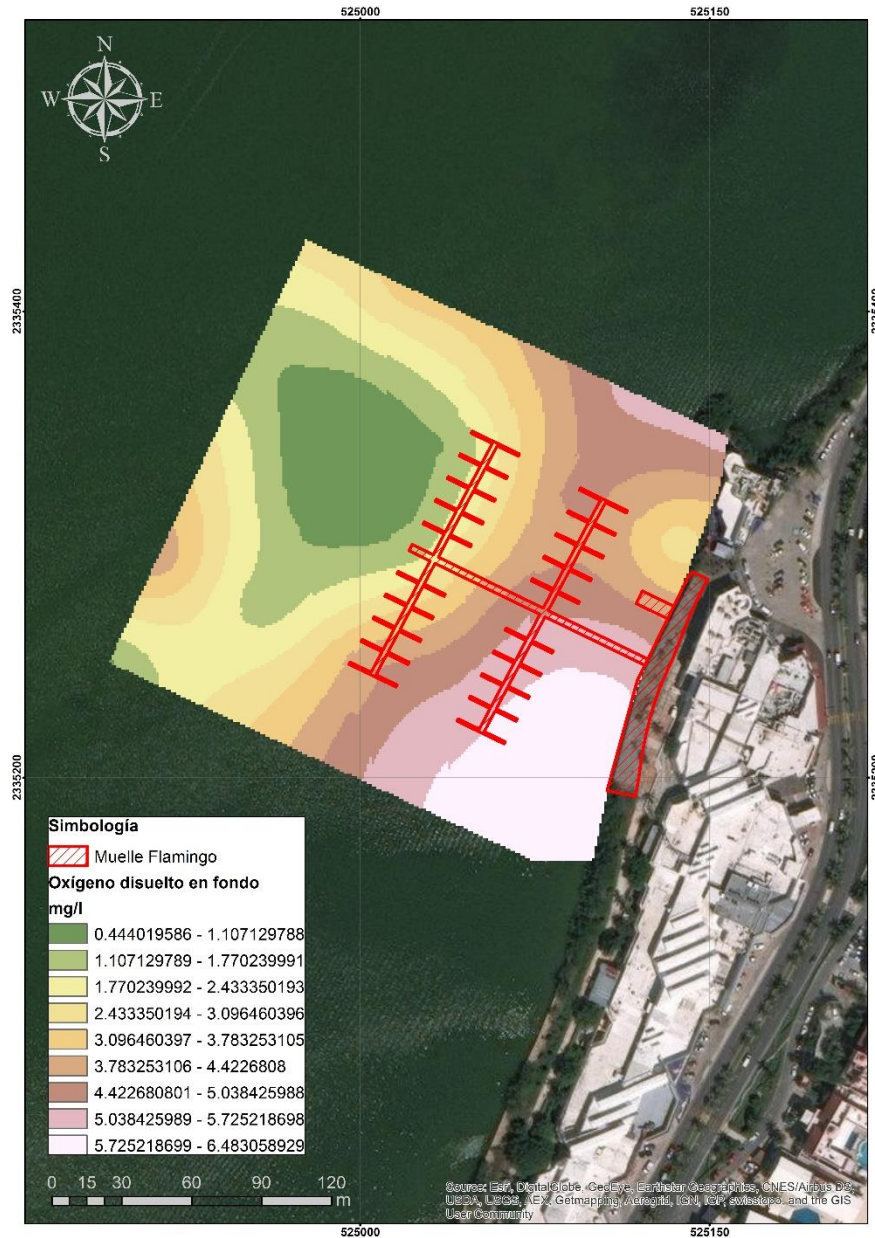 525000 525150
N
W E
S
2335400 2335400
2335200 2335200
Simbología
Muelle Flamingo
Oxígeno disuelto en fondo
mg/l
0.444019586 - 1.107129788
1.107129789 - 1.770239991
1.770239992 - 2.433350193
2.433350194 - 3.096460396
3.096460397 - 3.783253105
3.783253106 - 4.4226808
4.422680801 - 5.038425988
5.038425989 - 5.725218698
5.725218699 - 6.483058929
0 15 30 60 90 120
m
Source: Esri, DigitalGlobe, GeoEye, Earthstar Geographics, CNES/Airbus DS,
USDA, USGS, AEX, Getmapping, Aerogrid, IGN, IGP, swisstopo, and the GIS
User Community
525000 525150